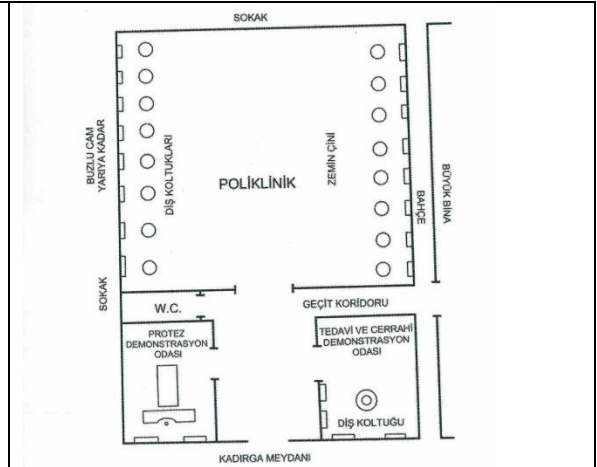 SOKAK
BUZLU CAM
YARIYA KADAR
DİŞ KOLTUKLARI
POLİKLİNİK
ZEMİN ÇİNİ
BAHÇE
BÜYÜK BİNA
SOKAK
W.C.
GEÇİT KORİDORU
PROTEZ
DEMONSTRASYON
ODASI
TEDAVİ VE CERRAHİ
DEMONSTRASYON
ODASI
DİŞ KOLTUĞU
KADIRGA MEYDANI